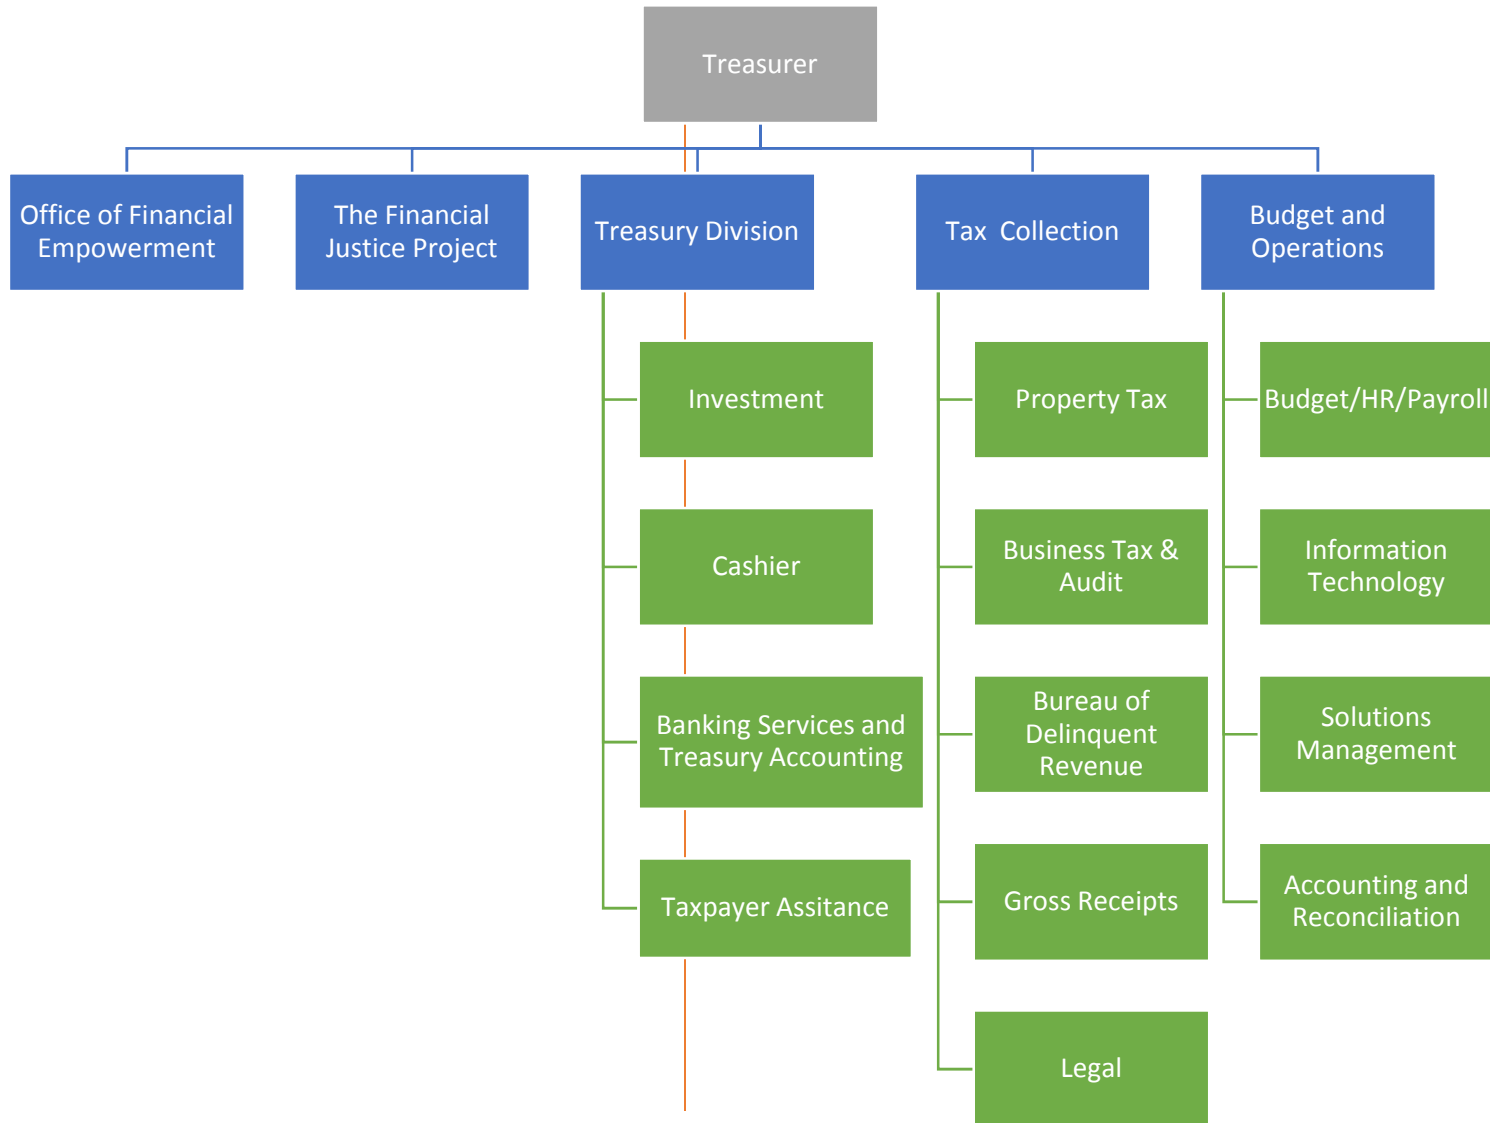 Treasurer
Office of Financial
Empowerment
The Financial
Justice Project
Treasury Division
Tax  Collection
Budget and
Operations
Investment
Cashier
Banking Services and
Treasury Accounting
Taxpayer Assitance
Property Tax
Business Tax &
Audit
Bureau of
Delinquent
Revenue
Gross Receipts
Legal
Budget/HR/Payroll
Information
Technology
Solutions
Management
Accounting and
Reconciliation